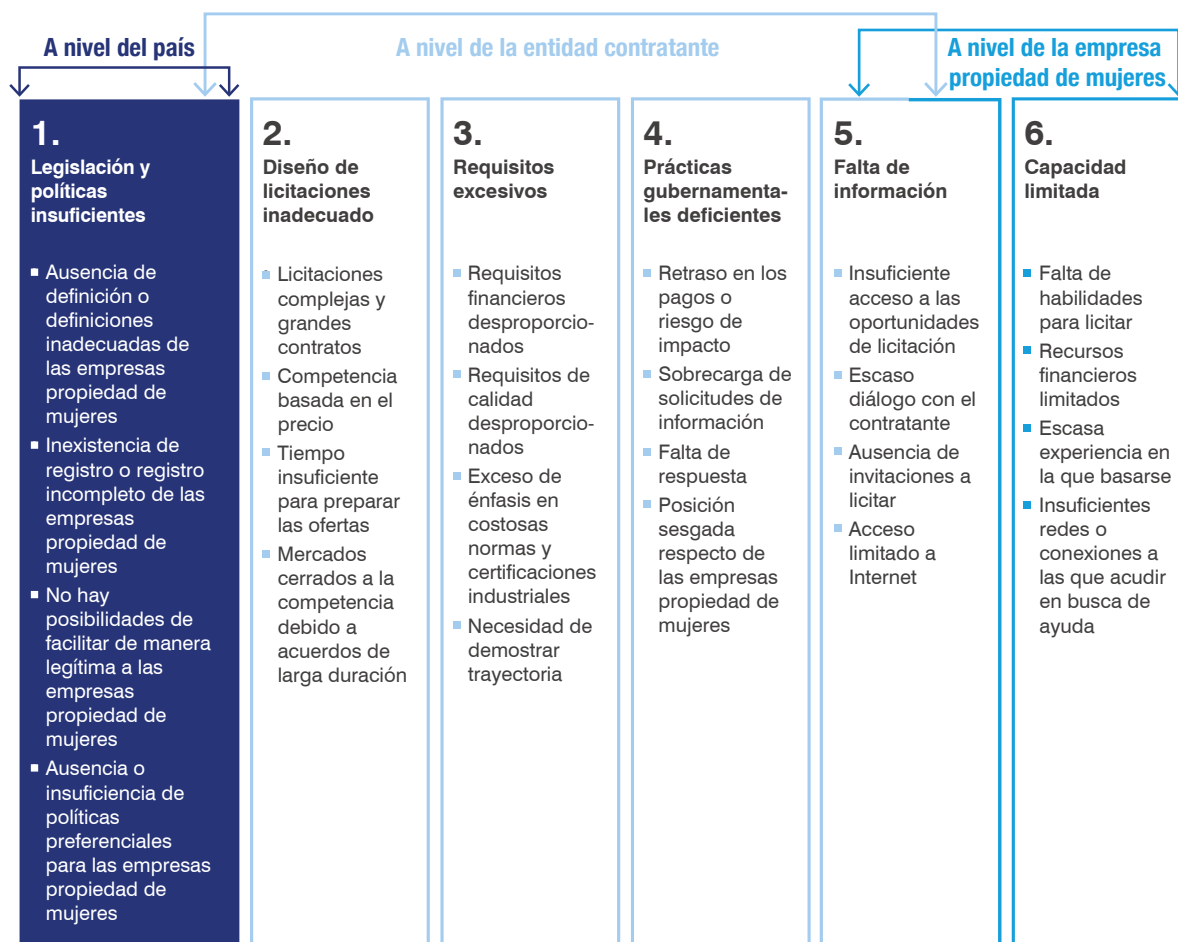 A nivel del país
A nivel de la entidad contratante
A nivel de la empresa
propiedad de mujeres
1.
Legislación y
políticas
insuficientes
▪ Ausencia de
definición o
definiciones
inadecuadas de
las empresas
propiedad de
mujeres
▪ Inexistencia de
registro o registro
incompleto de las
empresas
propiedad de
mujeres
▪ No hay
posibilidades de
facilitar de manera
legítima a las
empresas
propiedad de
mujeres
▪ Ausencia o
insuficiencia de
políticas
preferenciales
para las empresas
propiedad de
mujeres
2.
Diseño de
licitaciones
inadecuado
▪ Licitaciones
complejas y
grandes
contratos
▪ Competencia
basada en el
precio
▪ Tiempo
insuficiente
para preparar
las ofertas
▪ Mercados
cerrados a la
competencia
debido a
acuerdos de
larga duración
3.
Requisitos
excesivos
▪ Requisitos
financieros
desproporcio-
nados
▪ Requisitos de
calidad
desproporcio-
nados
▪ Exceso de
énfasis en
costosas
normas y
certificaciones
industriales
▪ Necesidad de
demostrar
trayectoria
4.
Prácticas
gubernamenta-
les deficientes
▪ Retraso en los
pagos o
riesgo de
impacto
▪ Sobrecarga de
solicitudes de
información
▪ Falta de
respuesta
▪ Posición
sesgada
respecto de
las empresas
propiedad de
mujeres
5.
Falta de
información
▪ Insuficiente
acceso a las
oportunidades
de licitación
▪ Escaso
diálogo con el
contratante
▪ Ausencia de
invitaciones a
licitar
▪ Acceso
limitado a
Internet
6.
Capacidad
limitada
▪ Falta de
habilidades
para licitar
▪ Recursos
financieros
limitados
▪ Escasa
experiencia en
la que basarse
▪ Insuficientes
redes o
conexiones a
las que acudir
en busca de
ayuda